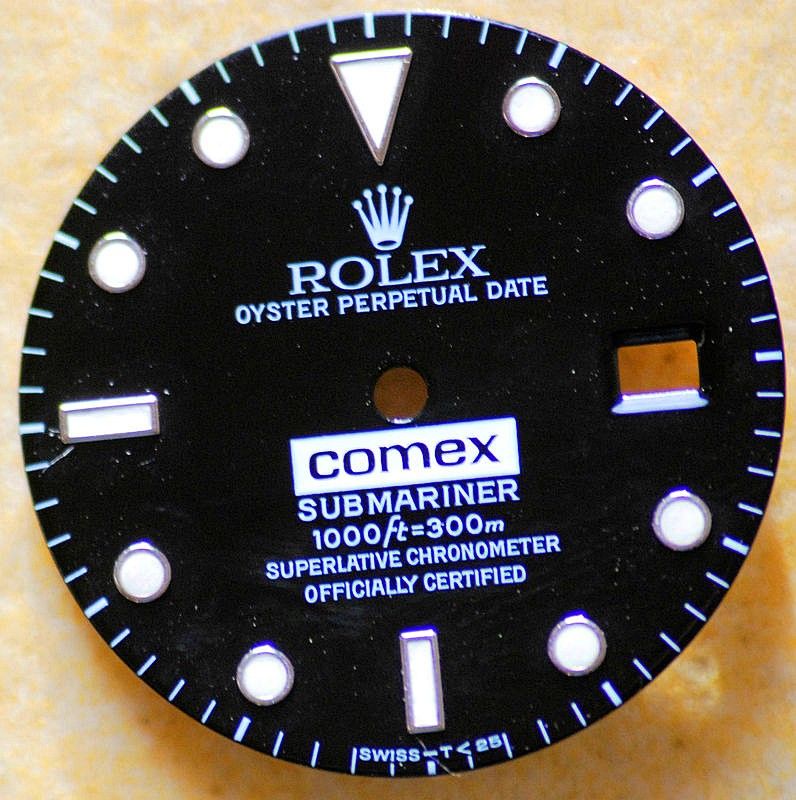 ROLEX
OYSTER PERPETUAL DATE
comex
SUBMARINER
1000ft=300m
SUPERLATIVE CHRONOMETER
OFFICIALLY CERTIFIED
SWISS-T<25